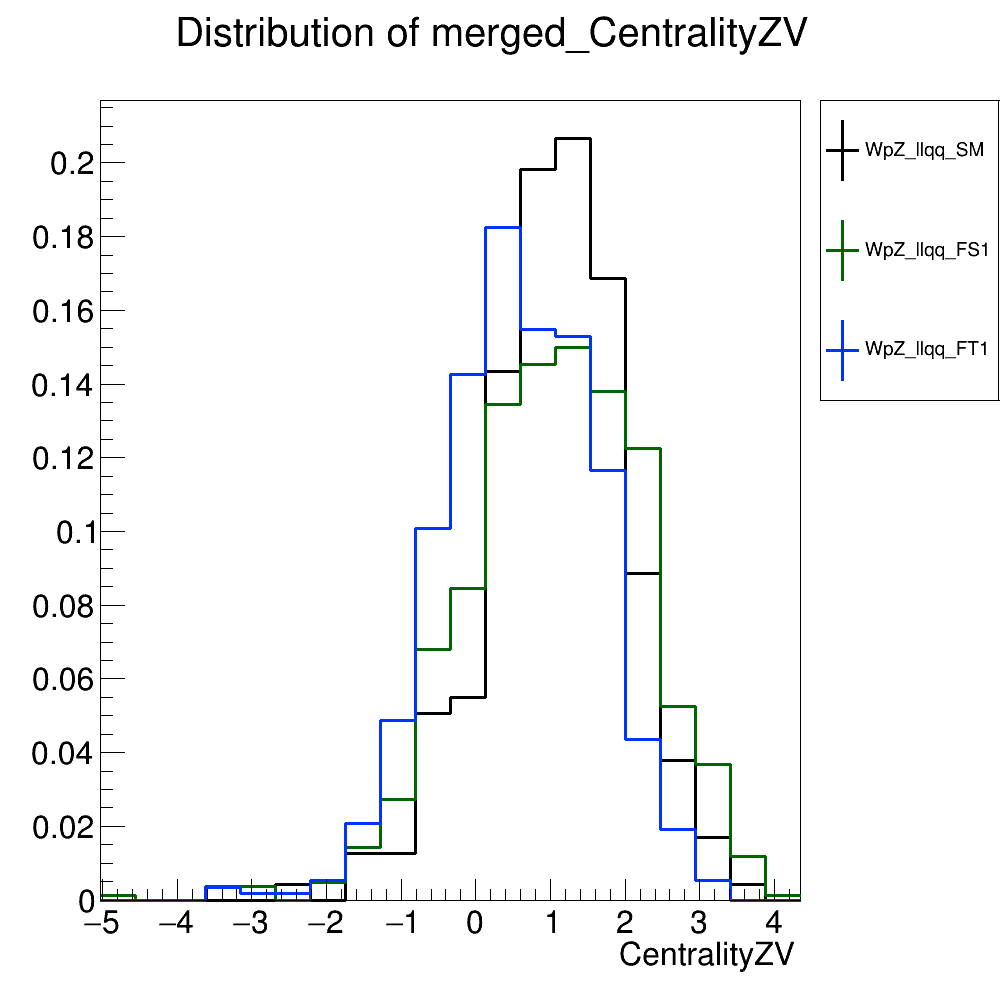 Distribution of merged_CentralityZV
WpZ_llqq_SM
WpZ_llqq_FS1
WpZ_llqq_FT1
0.2
0.18
0.16
0.14
0.12
0.1
0.08
0.06
0.04
0.02
0
−5 −4 −3 −2 −1 0 1 2 3 4
CentralityZV